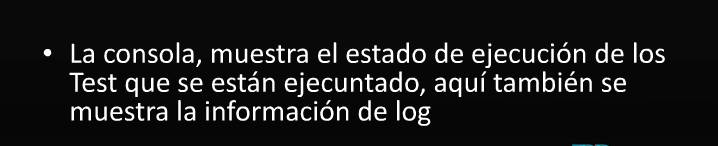 • La consola, muestra el estado de ejecución de los
Test que se están ejecuntado, aquí también se
muestra la información de log